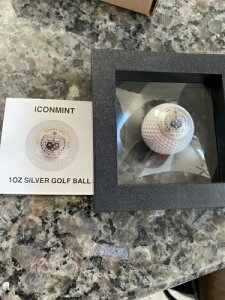 ICONMINT
1OZ SILVER GOLF BALL